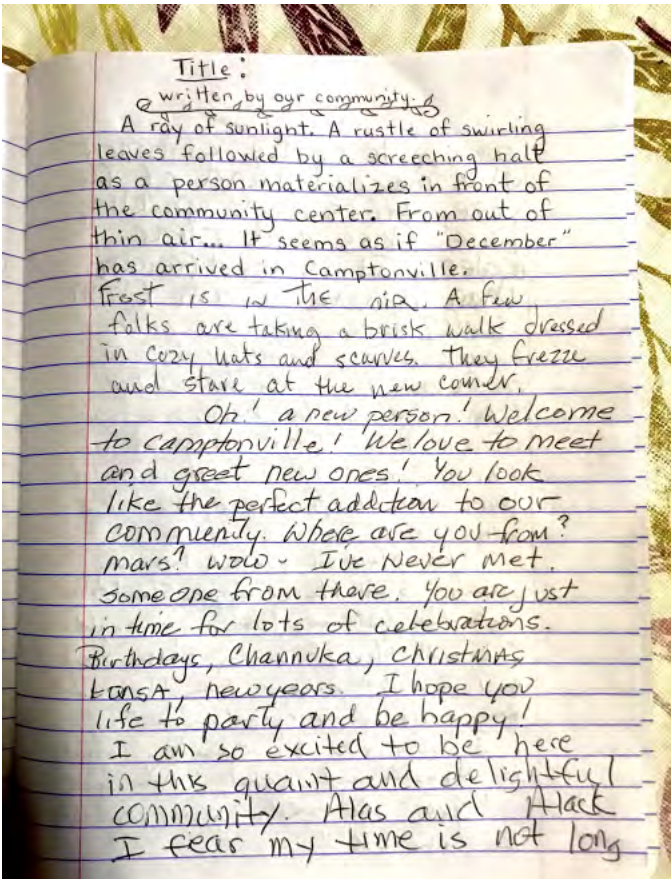 Title:
written by our community.
A ray of sunlight. A rustle of swirling
leaves followed by a screeching halt
as a person materializes in front of
the community center. From out of
thin air... It seems as if "December"
has arrived in Camptonville.
Frost is in THE AIR. A few
folks are taking a brisk walk dressed
in cozy hats and scarves. They frezze
and stare at the new comer.
Oh! a new person! Welcome
to Camptonville! We love to meet
and greet new ones! You look
like the perfect addition to our
community. Where are you from?
mars? wow - I've Never met
someone from there. You are just
in time for lots of celebrations.
Birthdays, Channuka, Christmas,
kansA, new years. I hope you
life to party and be happy!
I am so excited to be here
in this quaint and delightful
community. Alas and Alack
I fear my time is not long